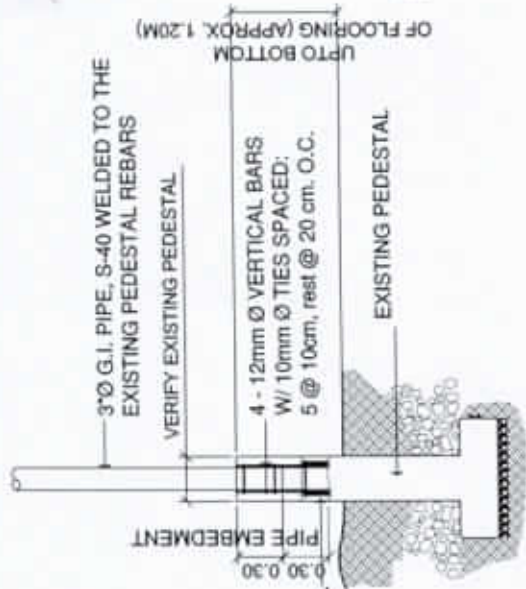 3"Ø G.I. PIPE, S-40 WELDED TO THE
EXISTING PEDESTAL REBARS
VERIFY EXISTING PEDESTAL
4 - 12mm Ø VERTICAL BARS
W/ 10mm Ø TIES SPACED:
5 @ 10cm, rest @ 20 cm. O.C.
EXISTING PEDESTAL
UPTO BOTTOM
OF FLOORING (APPROX. 1.20M)
PIPE EMBEDMENT
0.30
0.30